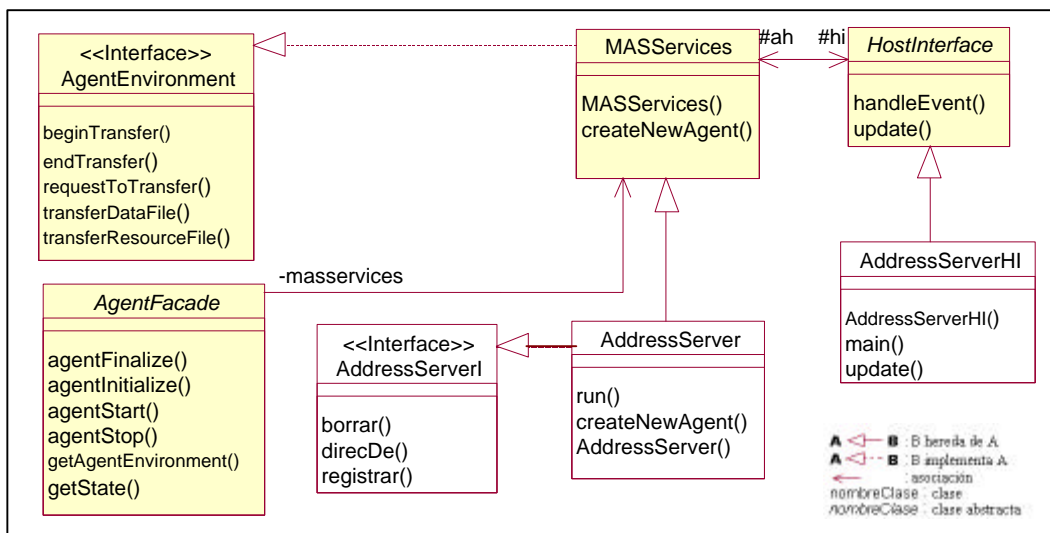 <<Interface>>
AgentEnvironment
beginTransfer()
endTransfer()
requestToTransfer()
transferDataFile()
transferResourceFile()
MASServices
MASServices()
createNewAgent()
#ah
#hi
HostInterface
handleEvent()
update()
-masservices
AgentFacade
agentFinalize()
agentInitialize()
agentStart()
agentStop()
getAgentEnvironment()
getState()
<<Interface>>
AddressServerI
borrar()
direcDe()
registrar()
AddressServer
run()
createNewAgent()
AddressServer()
AddressServerHI
AddressServerHI()
main()
update()
A B : B hereda de A
A B : B implementa A
: asociación
nombreClase : clase
nombreClase : clase abstracta